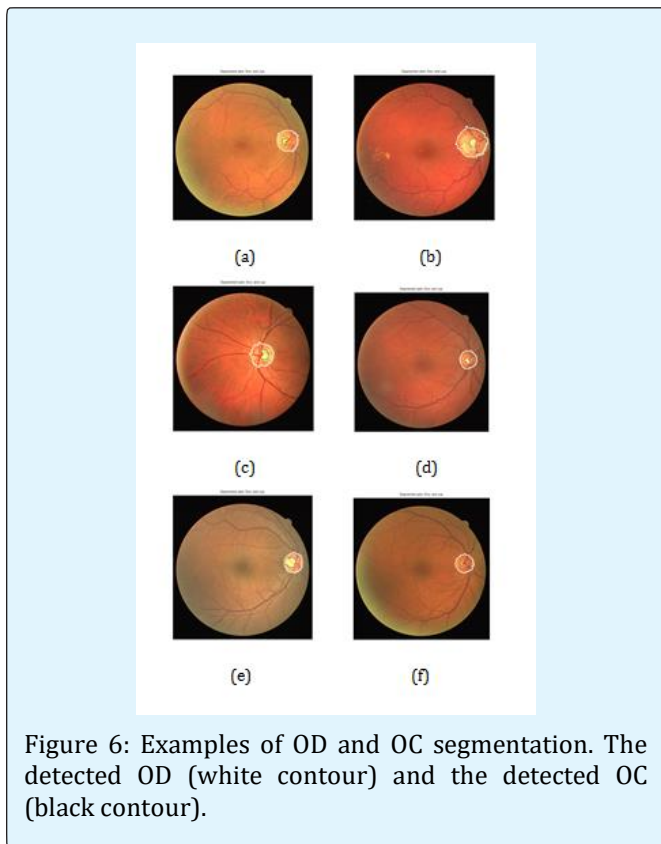 (a)
(b)
(c)
(d)
(e)
(f)
Figure 6: Examples of OD and OC segmentation. The
detected OD (white contour) and the detected OC
(black contour).